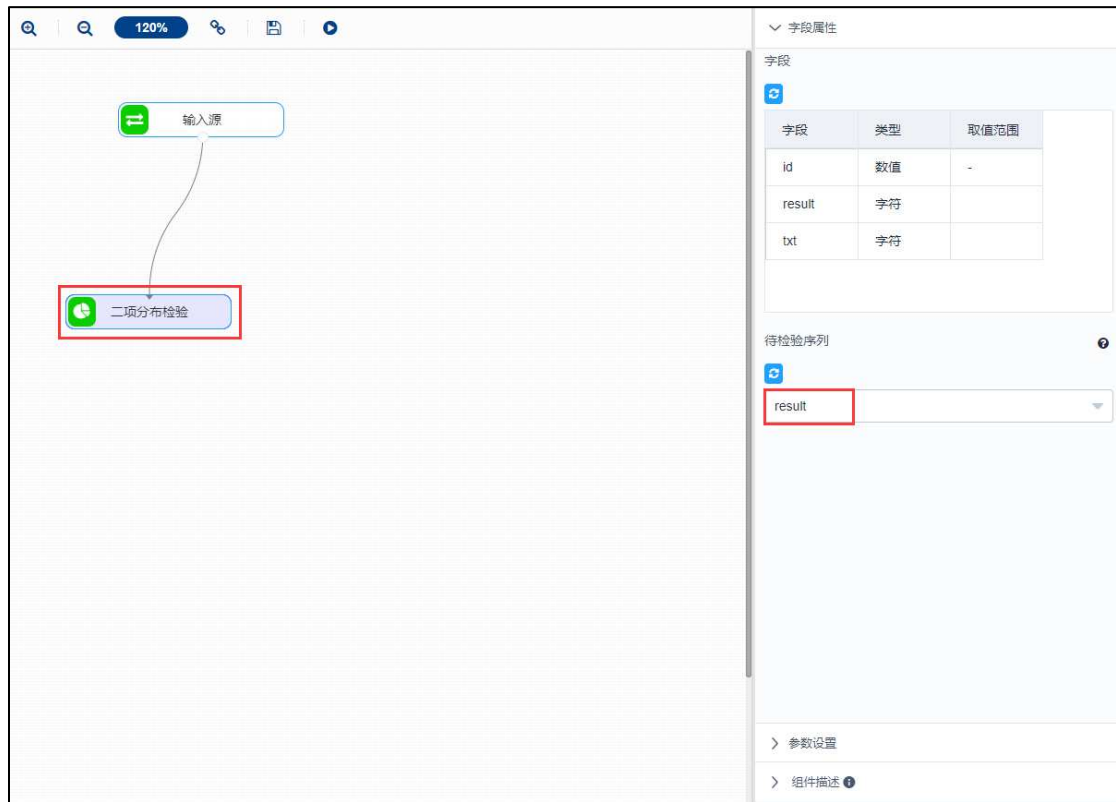 120%
输入源
二项分布检验
字段属性
字段
字段 类型 取值范围
id 数值 -
result 字符
txt 字符
待检验序列
result
参数设置
组件描述